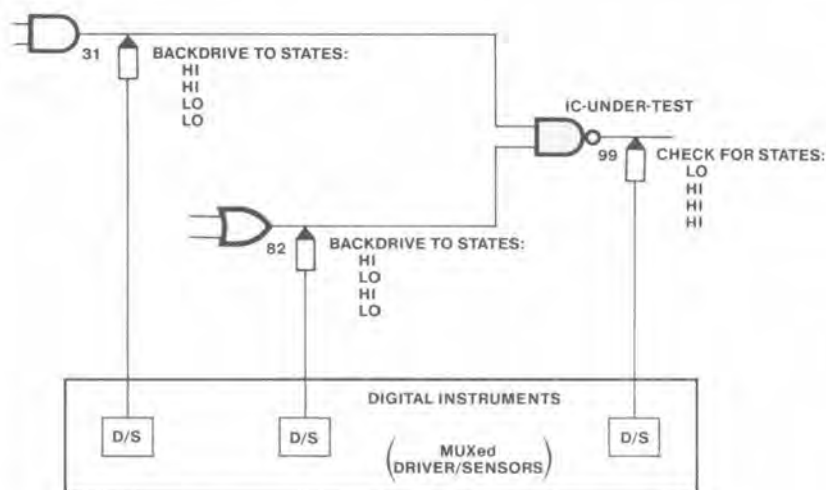 31
BACKDRIVE TO STATES:
HI
HI
LO
LO
IC-UNDER-TEST
99
CHECK FOR STATES:
LO
HI
HI
HI
82
BACKDRIVE TO STATES:
HI
LO
HI
LO
DIGITAL INSTRUMENTS
D/S
D/S
D/S
(MUXed
DRIVER/SENSORS)